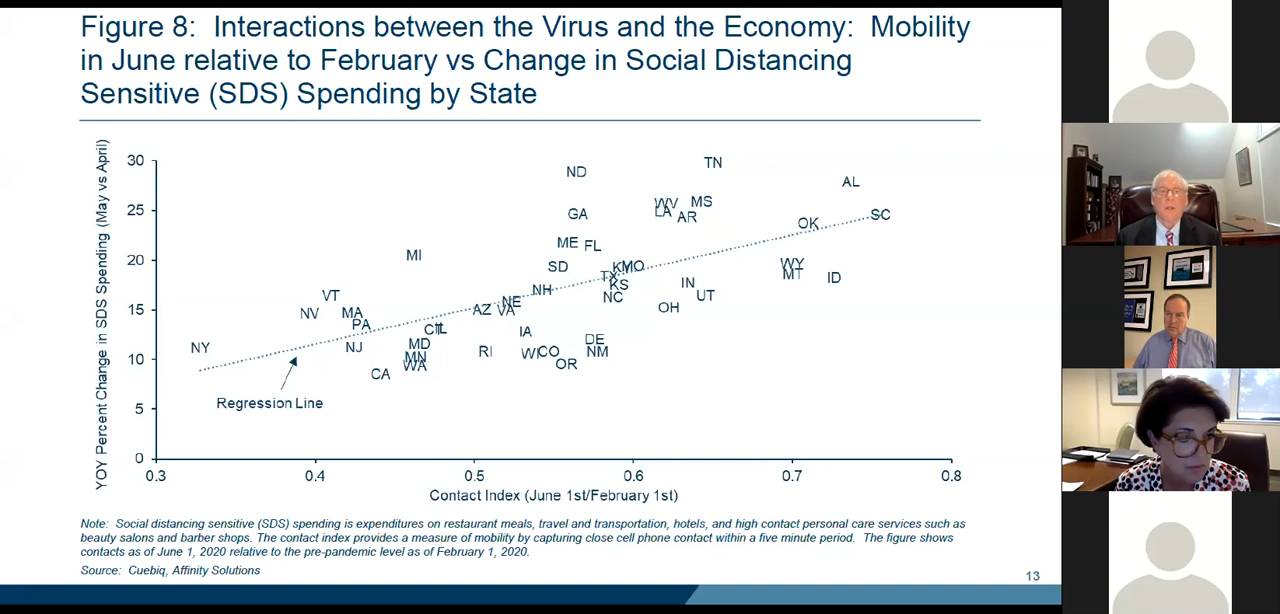 Figure 8: Interactions between the Virus and the Economy: Mobility
in June relative to February vs Change in Social Distancing
Sensitive (SDS) Spending by State
YOY Percent Change in SDS Spending (May vs April)
30
25
20
15
10
5
0
TN
ND
AL
WV
MS
LA
GA
AR
SC
OK
ME
FL
MI
SD
KMO
WY
TX
MT
ID
KS
IN
NH
NC
UT
VT
NE
OH
NV
MA
AZ
VA
PA
CT
IL
IA
DE
NY
NJ
MD
RI
WI
CO
NM
MN
WA
OR
CA
Regression Line
0.3
0.4
0.5
0.6
0.7
0.8
Contact Index (June 1st/February 1st)
Note: Social distancing sensitive (SDS) spending is expenditures on restaurant meals, travel and transportation, hotels, and high contact personal care services such as
beauty salons and barber shops. The contact index provides a measure of mobility by capturing close cell phone contact within a five minute period. The figure shows
contacts as of June 1, 2020 relative to the pre-pandemic level as of February 1, 2020.
Source: Cuebiq, Affinity Solutions
13